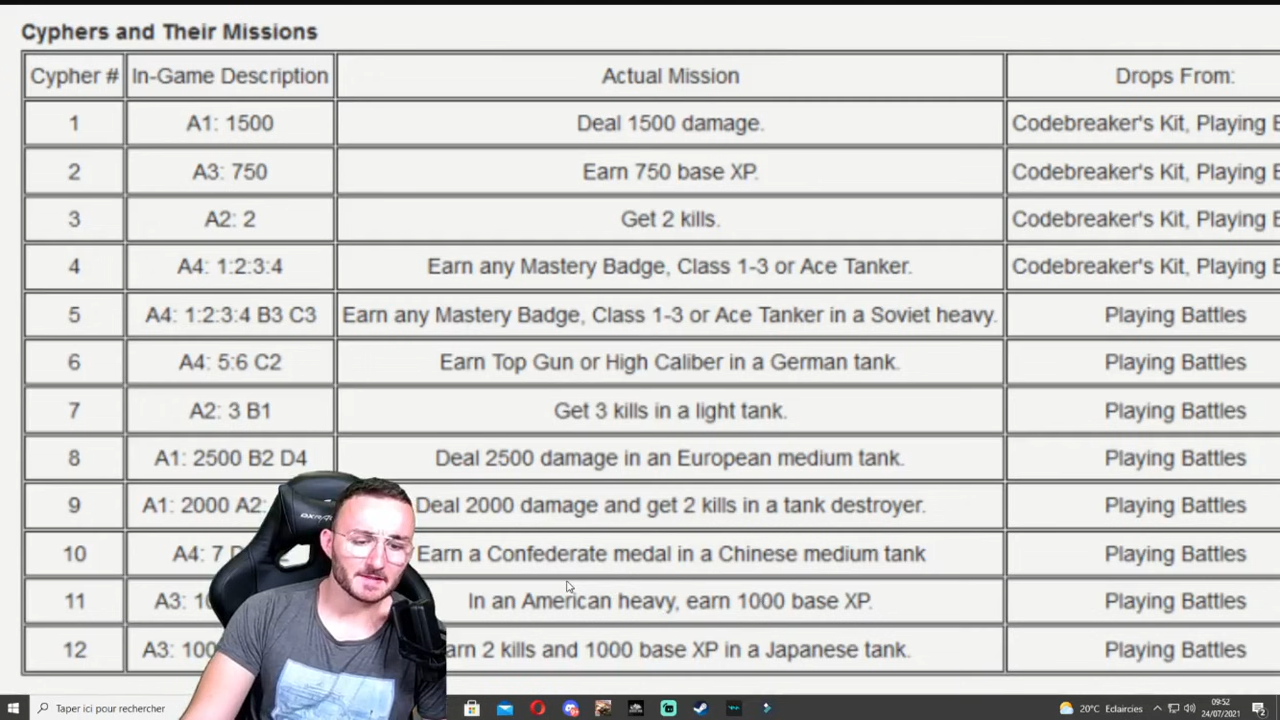 Cyphers and Their Missions
Cypher # In-Game Description Actual Mission Drops From:
1 A1: 1500 Deal 1500 damage. Codebreaker's Kit, Playing
2 A3: 750 Earn 750 base XP. Codebreaker's Kit, Playing
3 A2: 2 Get 2 kills. Codebreaker's Kit, Playing
4 A4: 1:2:3:4 Earn any Mastery Badge, Class 1-3 or Ace Tanker. Codebreaker's Kit, Playing
5 A4: 1:2:3:4 B3 C3 Earn any Mastery Badge, Class 1-3 or Ace Tanker in a Soviet heavy. Playing Battles
6 A4: 5:6 C2 Earn Top Gun or High Caliber in a German tank. Playing Battles
7 A2: 3 B1 Get 3 kills in a light tank. Playing Battles
8 A1: 2500 B2 D4 Deal 2500 damage in an European medium tank. Playing Battles
9 A1: 2000 A2: Deal 2000 damage and get 2 kills in a tank destroyer. Playing Battles
10 A4: 7 Earn a Confederate medal in a Chinese medium tank Playing Battles
11 A3: In an American heavy, earn 1000 base XP. Playing Battles
12 A3: 2 kills and 1000 base XP in a Japanese tank. Playing Battles
Taper ici pour rechercher 20°C Eclaircies 09:52
24/07/2021